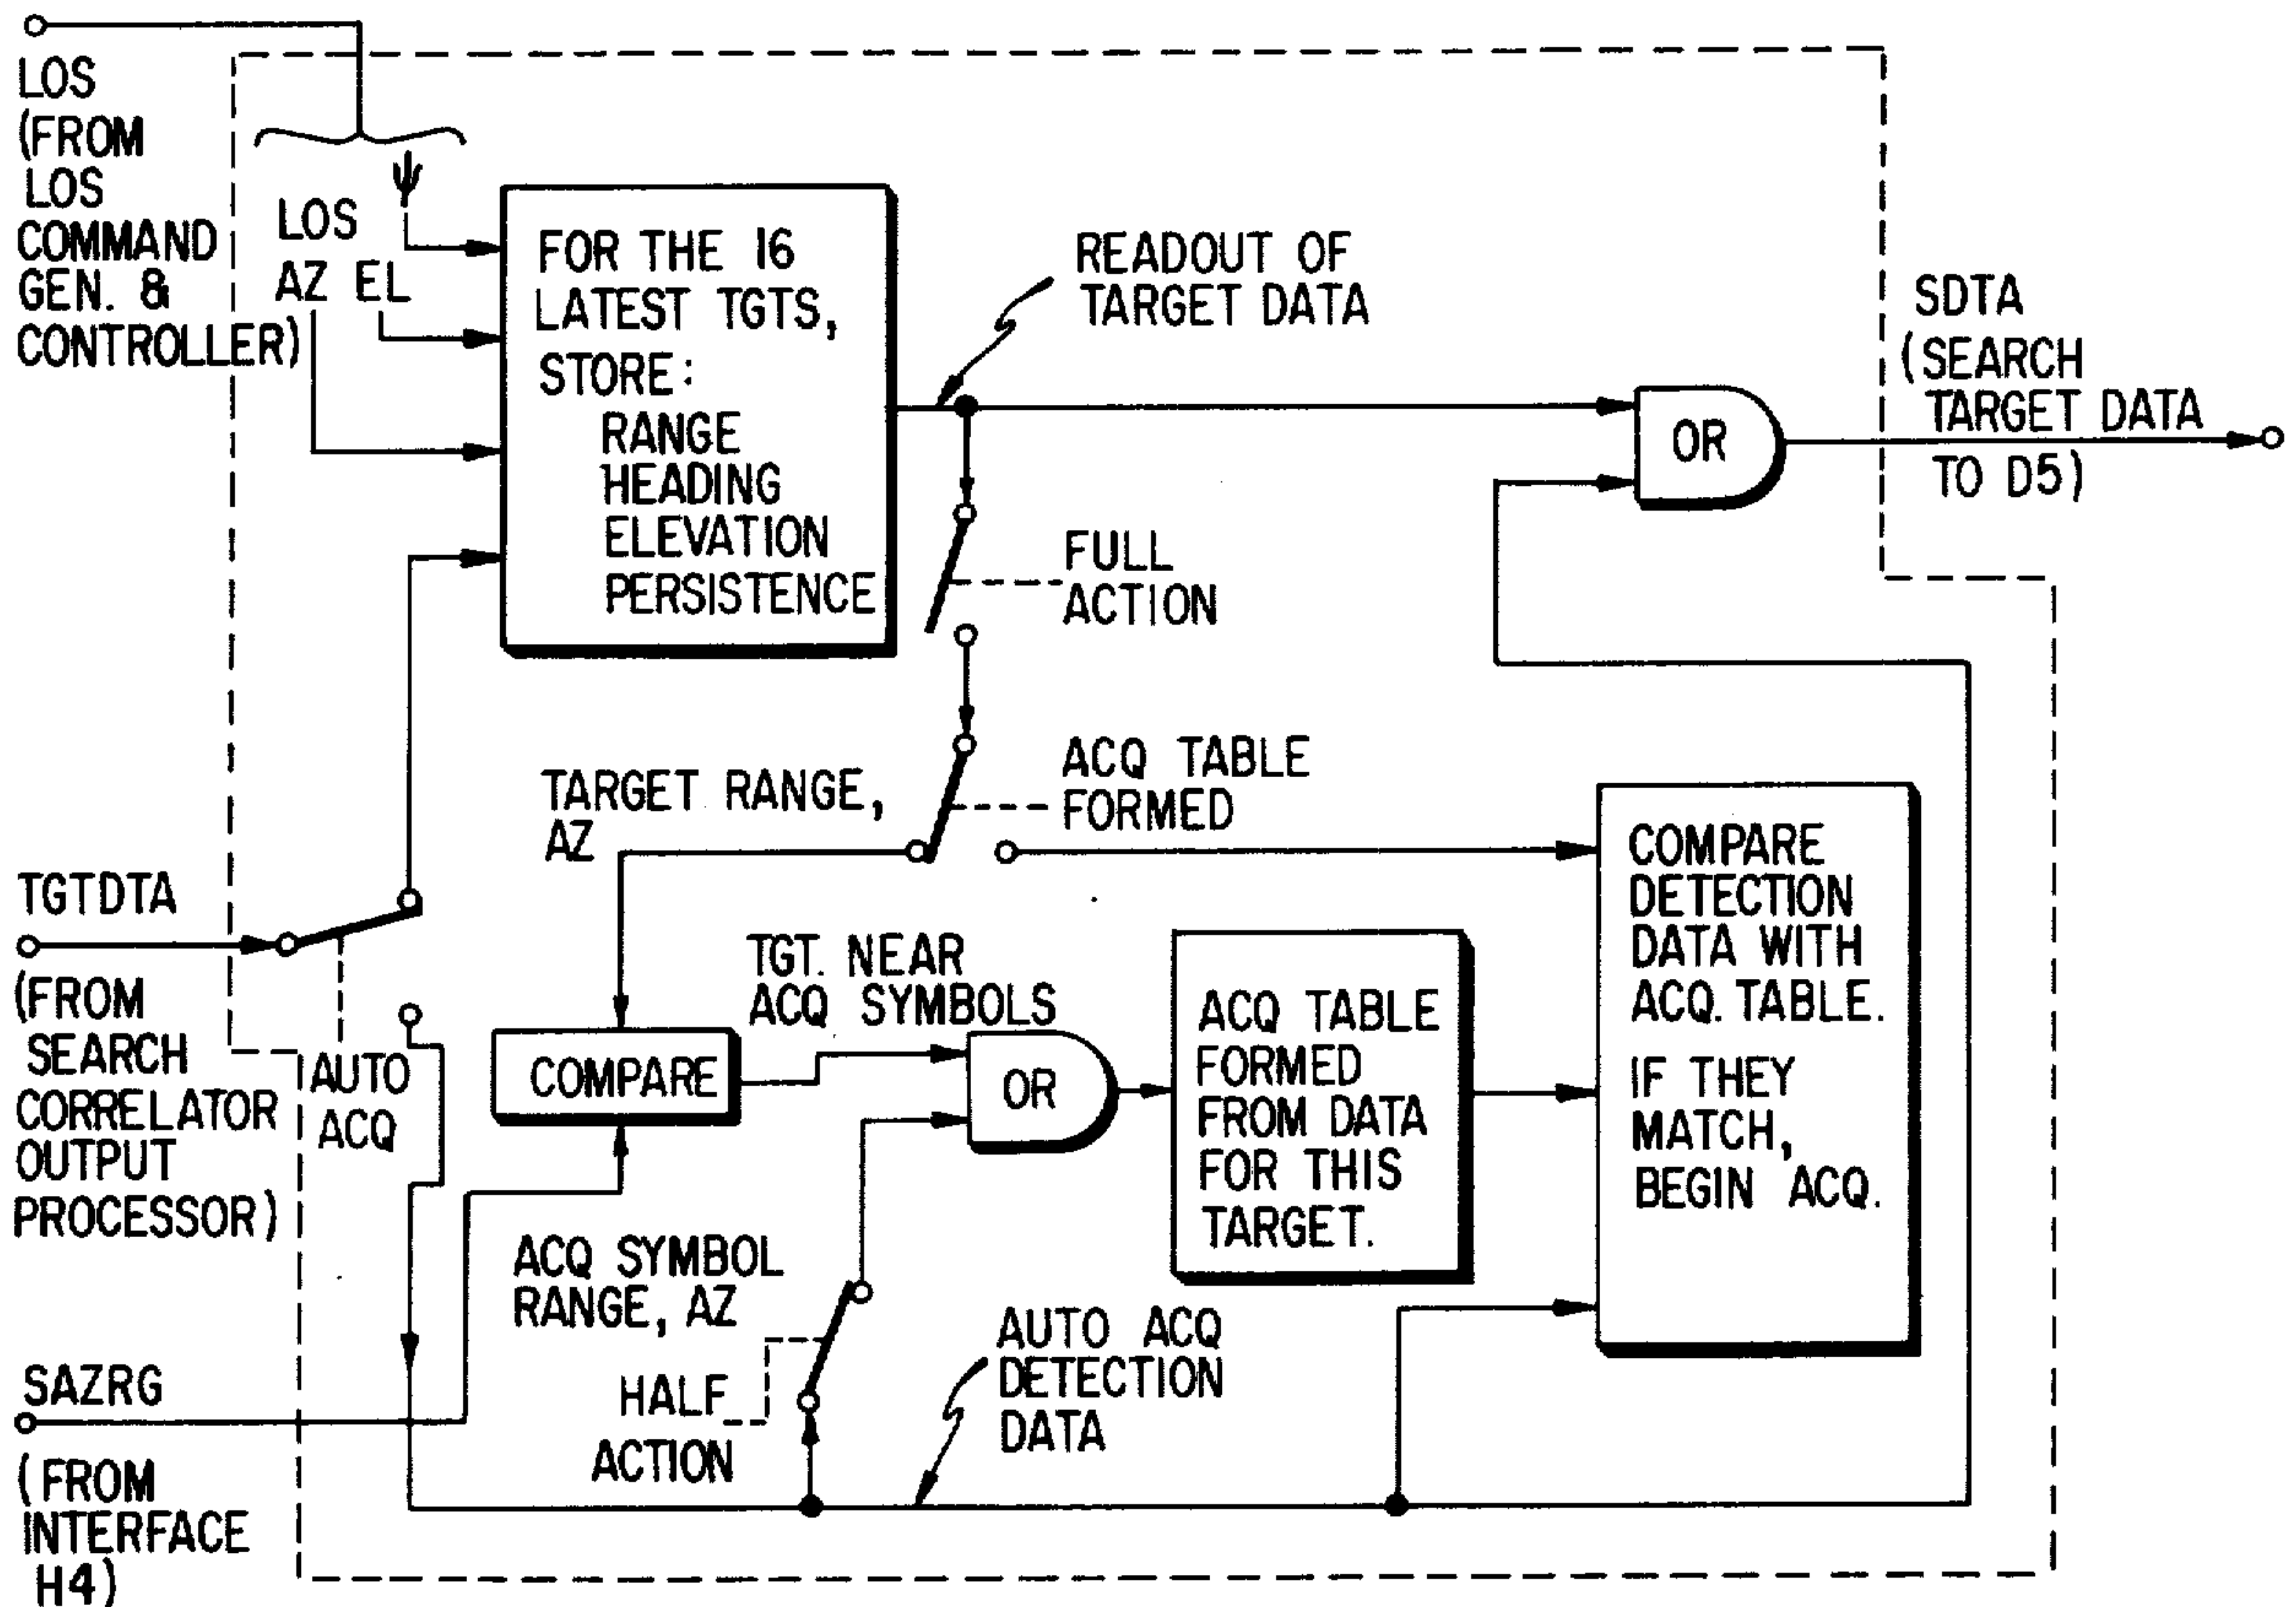 LOS
(FROM
LOS
COMMAND
GEN. &
CONTROLLER)
ψ
LOS
AZ EL
FOR THE 16
LATEST TGTS,
STORE:
RANGE
HEADING
ELEVATION
PERSISTENCE
READOUT OF
TARGET DATA
OR
SDTA
(SEARCH
TARGET DATA
TO D5)
FULL
ACTION
TARGET RANGE,
AZ
ACQ TABLE
FORMED
TGTDTA
(FROM
SEARCH
CORRELATOR
OUTPUT
PROCESSOR)
AUTO
ACQ
COMPARE
TGT. NEAR
ACQ SYMBOLS
OR
ACQ TABLE
FORMED
FROM DATA
FOR THIS
TARGET.
COMPARE
DETECTION
DATA WITH
ACQ. TABLE.
IF THEY
MATCH,
BEGIN ACQ.
ACQ SYMBOL
RANGE, AZ
HALF
ACTION
AUTO ACQ
DETECTION
DATA
SAZRG
(FROM
INTERFACE
H4)